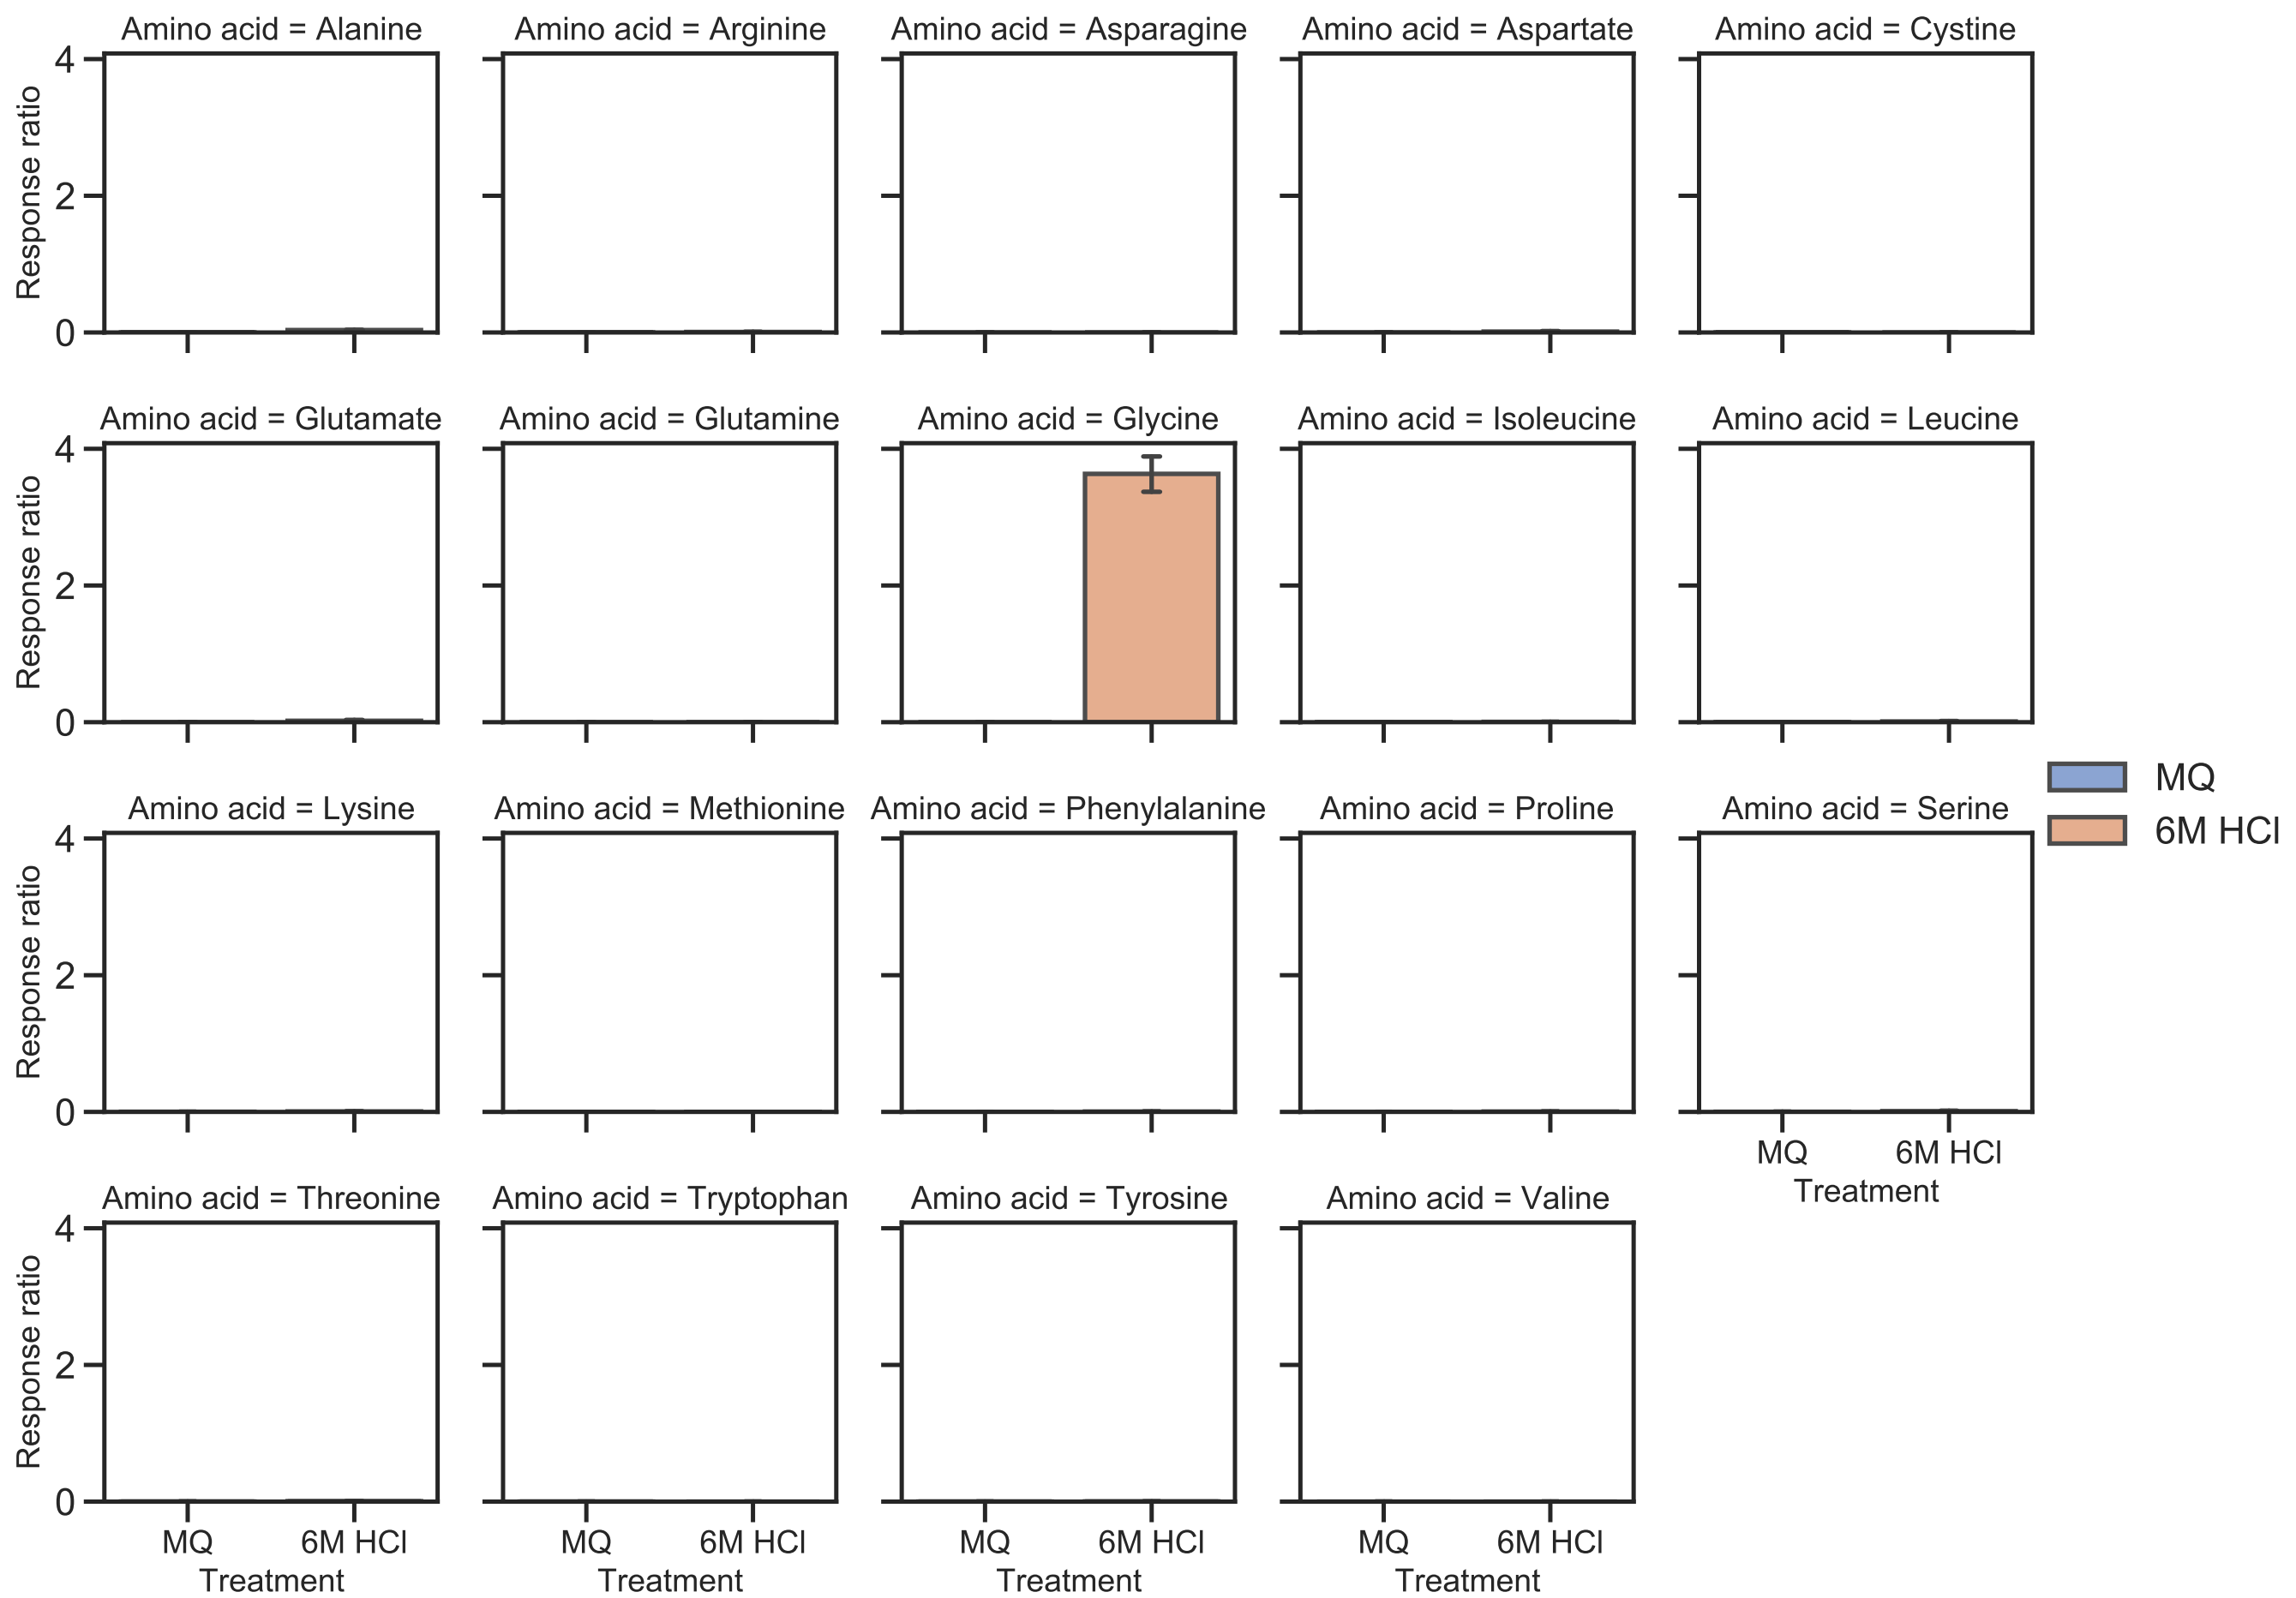 Amino acid = Alanine
Amino acid = Arginine
Amino acid = Asparagine
Amino acid = Aspartate
Amino acid = Cystine
Response ratio
4
2
0
Amino acid = Glutamate
Amino acid = Glutamine
Amino acid = Glycine
Amino acid = Isoleucine
Amino acid = Leucine
Response ratio
4
2
0
MQ
6M HCl
Amino acid = Lysine
Amino acid = Methionine
Amino acid = Phenylalanine
Amino acid = Proline
Amino acid = Serine
Response ratio
4
2
0
MQ
6M HCl
Treatment
Amino acid = Threonine
Amino acid = Tryptophan
Amino acid = Tyrosine
Amino acid = Valine
Response ratio
4
2
0
MQ
6M HCl
MQ
6M HCl
MQ
6M HCl
MQ
6M HCl
Treatment
Treatment
Treatment
Treatment